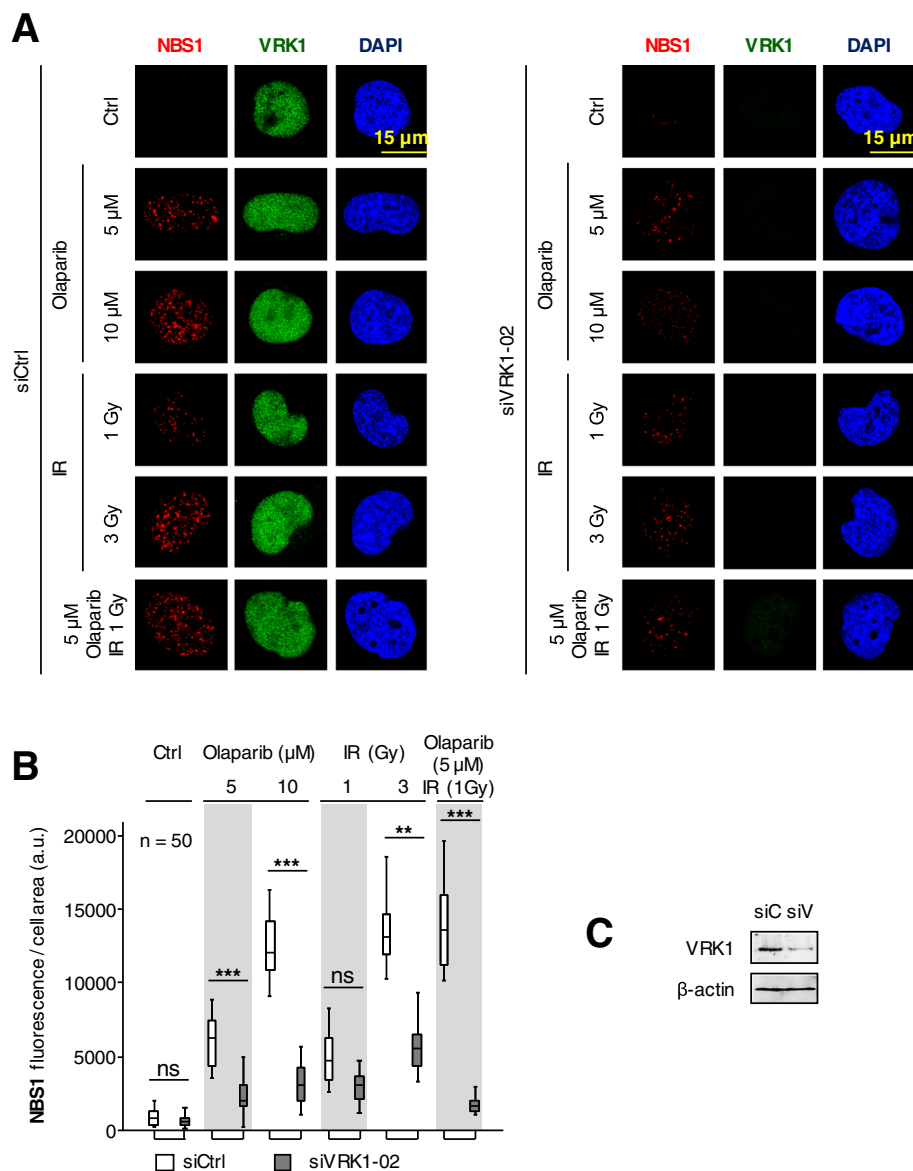 A
NBS1 VRK1 DAPI
NBS1 VRK1 DAPI
siCtrl
Ctrl
15 µm
Olaparib
5 µM
10 µM
IR
1 Gy
3 Gy
5 µM
Olaparib
IR 1 Gy
siVRK1-02
Ctrl
15 µm
Olaparib
5 µM
10 µM
IR
1 Gy
3 Gy
5 µM
Olaparib
IR 1 Gy
B
Ctrl
Olaparib (µM)
5 10
IR (Gy)
1 3
Olaparib
(5 µM)
IR (1Gy)
NBS1 fluorescence / cell area (a.u.)
20000
15000
10000
5000
0
n = 50
ns
***
***
ns
**
***
siCtrl siVRK1-02
C
siC siV
VRK1
β-actin